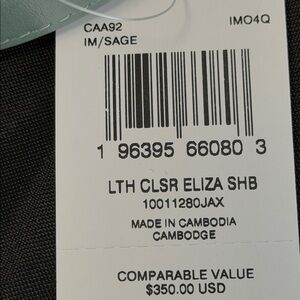 CAA92 IMO4Q
IM/SAGE
1 96395 66080 3
LTH CLSR ELIZA SHB
10011280JAX
MADE IN CAMBODIA
CAMBODGE
COMPARABLE VALUE
$350.00 USD